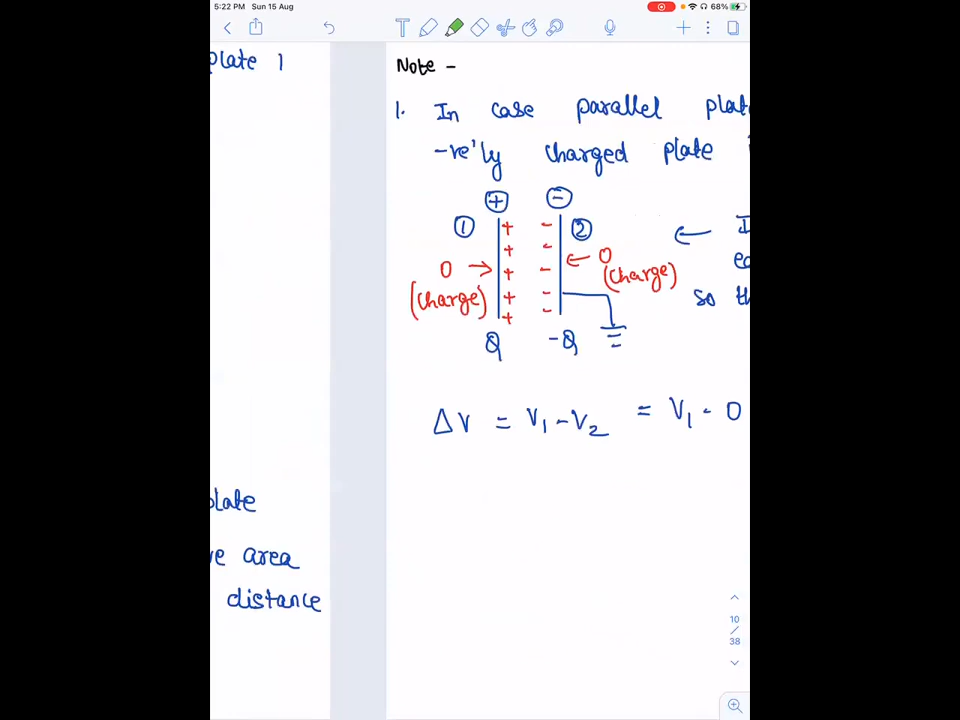 5:22 PM Sun 15 Aug
68%
plate 1
Note -
1. In case parallel plat
-re'ly charged plate
+ -
1 2
0
(charge)
0
(charge)
so th
Q -Q
ΔV = V1 - V2 = V1 - 0
plate
ve area
distance
10
/
38